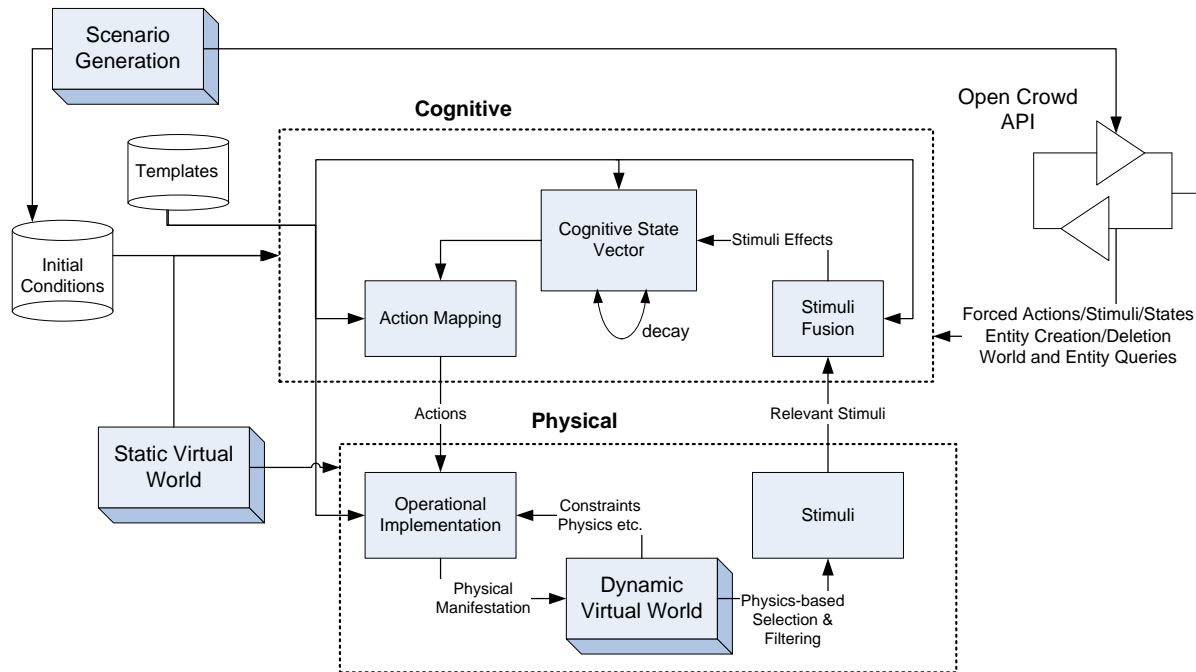 Scenario
Generation
Cognitive
Open Crowd
API
Templates
Initial
Conditions
Cognitive State
Vector
Stimuli Effects
Action Mapping
decay
Stimuli
Fusion
Forced Actions/Stimuli/States
Entity Creation/Deletion
World and Entity Queries
Actions
Relevant Stimuli
Physical
Static Virtual
World
Operational
Implementation
Constraints
Physics etc.
Stimuli
Physical
Manifestation
Dynamic
Virtual World
Physics-based
Selection &
Filtering